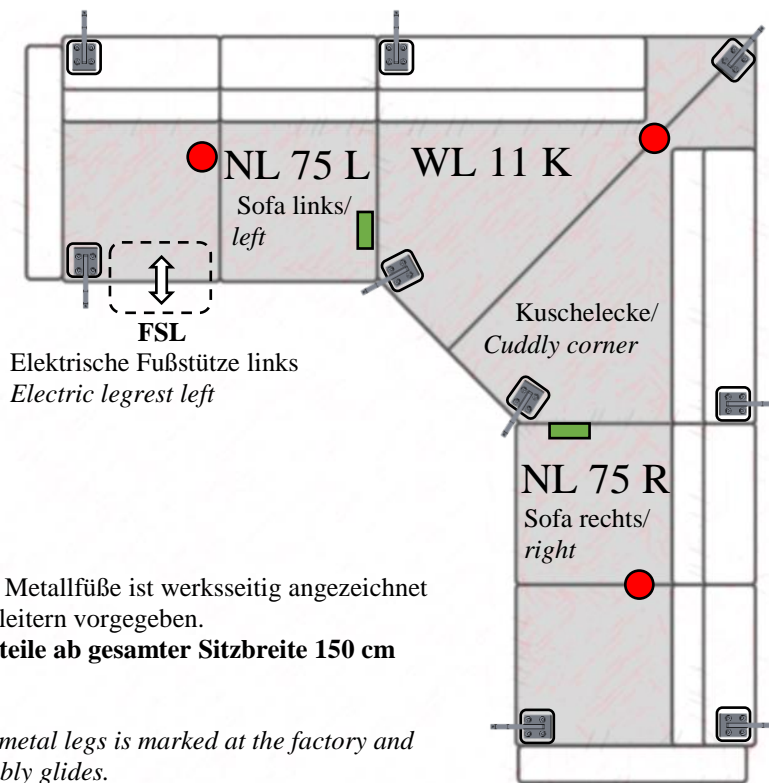 NL 75 L
Sofa links/
left
WL 11 K
FSL
Elektrische Fußstütze links
Electric legrest left
Kuschelecke/
Cuddly corner
NL 75 R
Sofa rechts/
right
Metallfüße ist werksseitig angezeichnet
leitern vorgegeben.
teile ab gesamter Sitzbreite 150 cm
metal legs is marked at the factory and
bly glides.